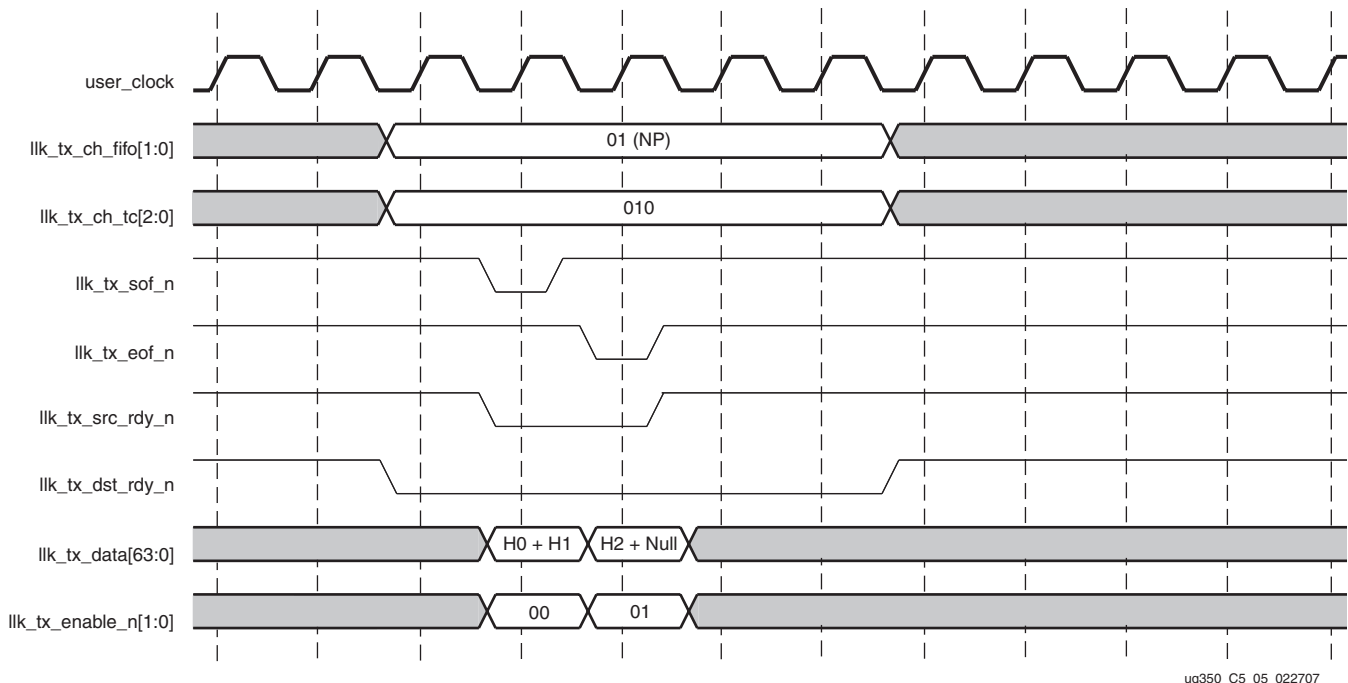 user_clock
llk_tx_ch_fifo[1:0]
01 (NP)
llk_tx_ch_tc[2:0]
010
llk_tx_sof_n
llk_tx_eof_n
llk_tx_src_rdy_n
llk_tx_dst_rdy_n
llk_tx_data[63:0]
H0 + H1
H2 + Null
llk_tx_enable_n[1:0]
00
01
ug350_C5_05_022707